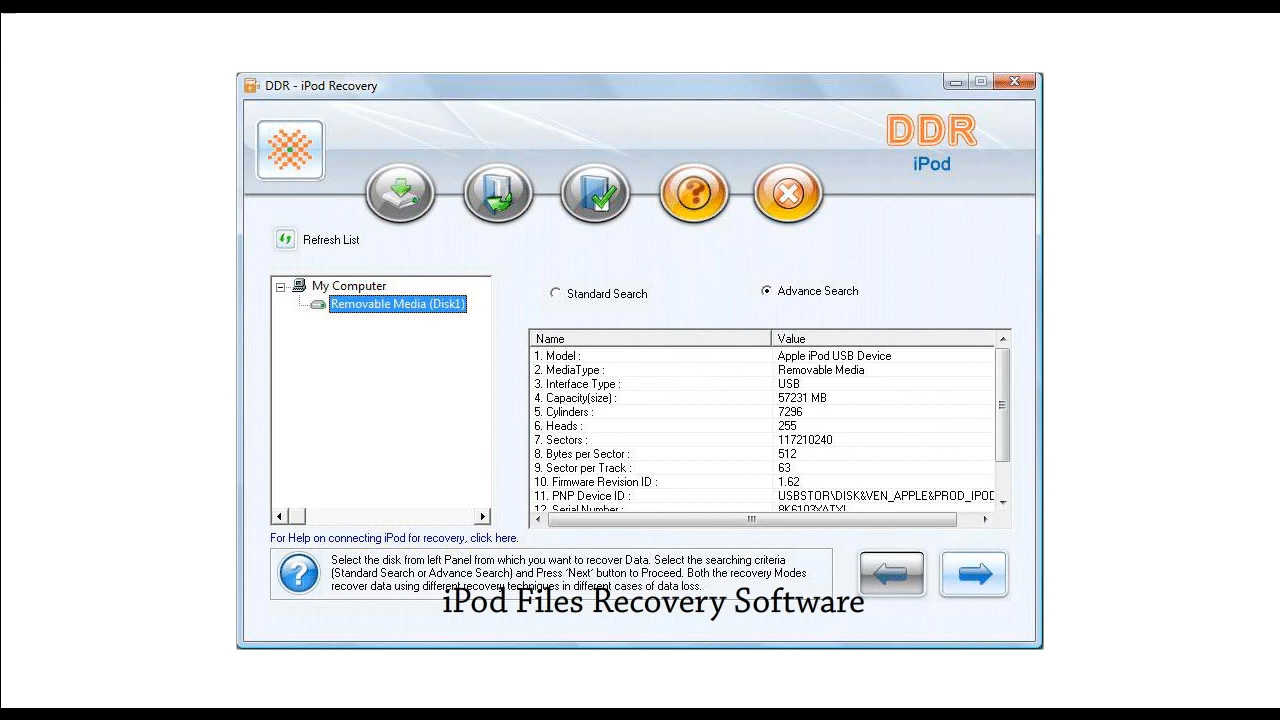 DDR - iPod Recovery
DDR
iPod
Refresh List
My Computer
Removable Media (Disk1)
Standard Search
Advance Search
Name Value
1. Model : Apple iPod USB Device
2. MediaType : Removable Media
3. Interface Type : USB
4. Capacity(size) : 57231 MB
5. Cylinders : 7296
6. Heads : 255
7. Sectors : 117210240
8. Bytes per Sector : 512
9. Sector per Track : 63
10. Firmware Revision ID : 1.62
11. PNP Device ID : USBSTOR\DISK&VEN_APPLE&PROD_IPOD
12. Serial Number :
For Help on connecting iPod for recovery, click here.
Select the disk from left Panel from which you want to recover Data. Select the searching criteria
(Standard Search or Advance Search) and Press 'Next' button to Proceed. Both the recovery Modes
recover data using different recovery techniques in different cases of data loss.
iPod Files Recovery Software